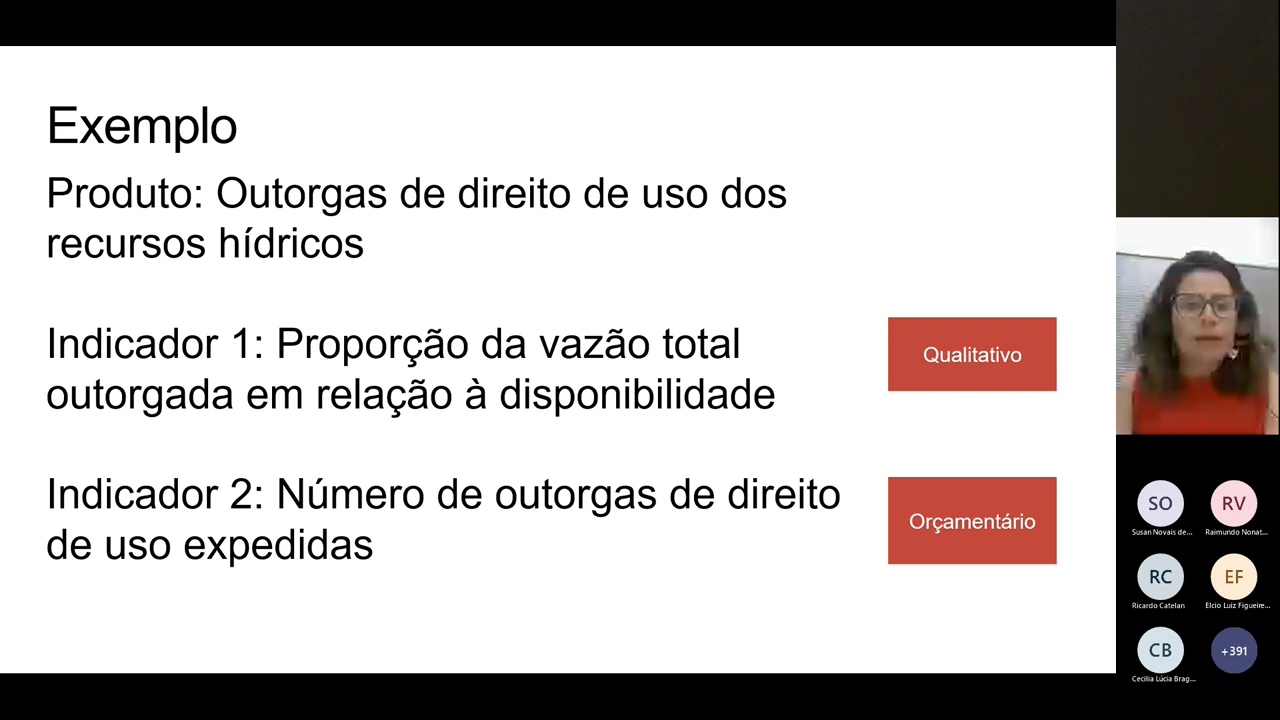 Exemplo
Produto: Outorgas de direito de uso dos
recursos hídricos
Indicador 1: Proporção da vazão total
outorgada em relação à disponibilidade
Qualitativo
Indicador 2: Número de outorgas de direito
de uso expedidas
Orçamentário
SO
Susan Novais de...
RV
Raimundo Nonat...
RC
Ricardo Catelan
EF
Elcio Luiz Figueire...
CB
Cecilia Lúcia Brag...
+391